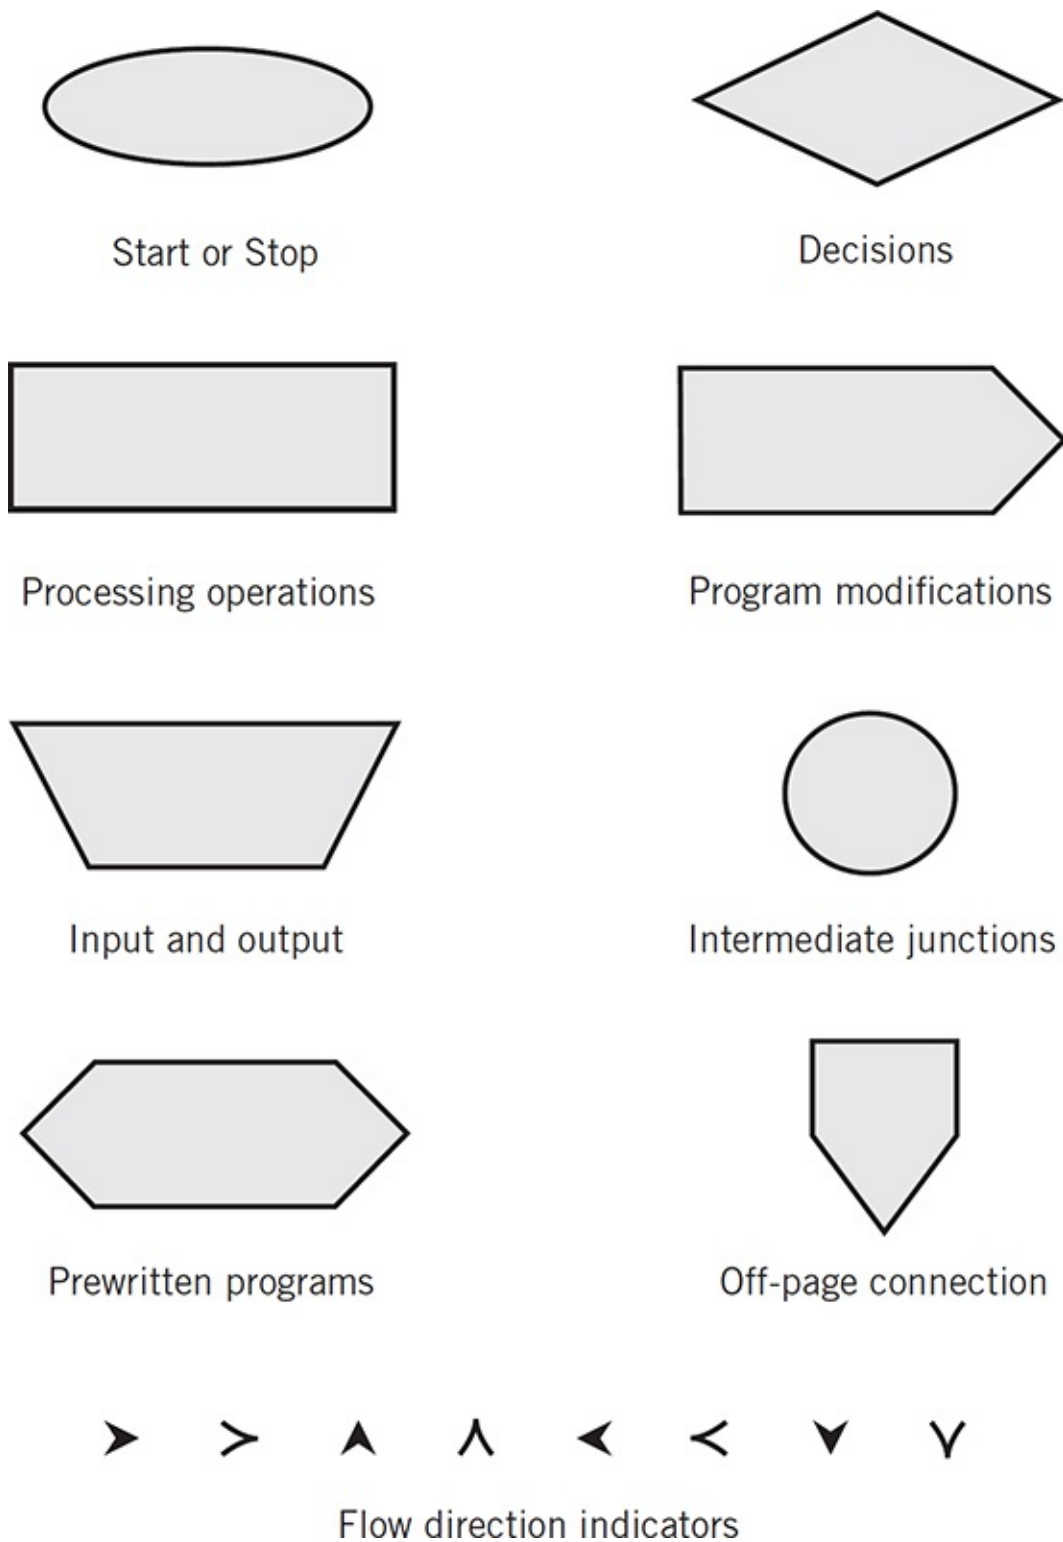 Start or Stop
Decisions
Processing operations
Program modifications
Input and output
Intermediate junctions
Prewritten programs
Off-page connection
Flow direction indicators